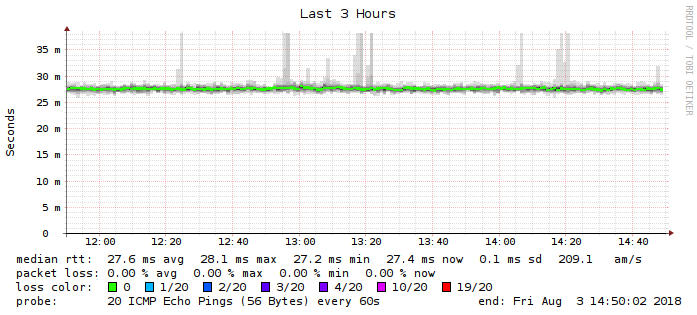 Last 3 Hours
RRDTOOL / TOBI OETIKER
Seconds
35 m
30 m
25 m
20 m
15 m
10 m
5 m
0
12:00 12:20 12:40 13:00 13:20 13:40 14:00 14:20 14:40
median rtt: 27.6 ms avg 28.1 ms max 27.2 ms min 27.4 ms now 0.1 ms sd 209.1 am/s
packet loss: 0.00 % avg 0.00 % max 0.00 % min 0.00 % now
loss color: 0 1/20 2/20 3/20 4/20 10/20 19/20
probe: 20 ICMP Echo Pings (56 Bytes) every 60s end: Fri Aug 3 14:50:02 2018